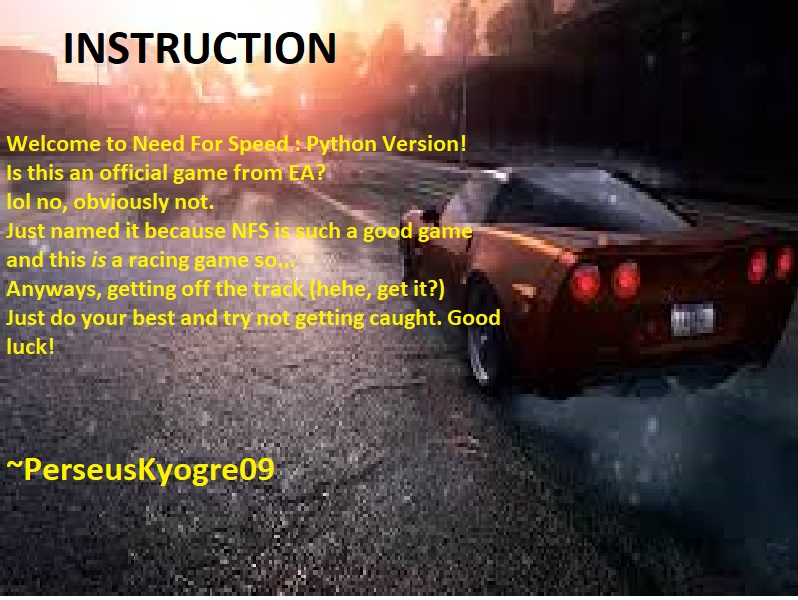 INSTRUCTION
Welcome to Need For Speed : Python Version!
Is this an official game from EA?
lol no, obviously not.
Just named it because NFS is such a good game
and this is a racing game so...
Anyways, getting off the track (hehe, get it?)
Just do your best and try not getting caught. Good
luck!
~PerseusKyogre09